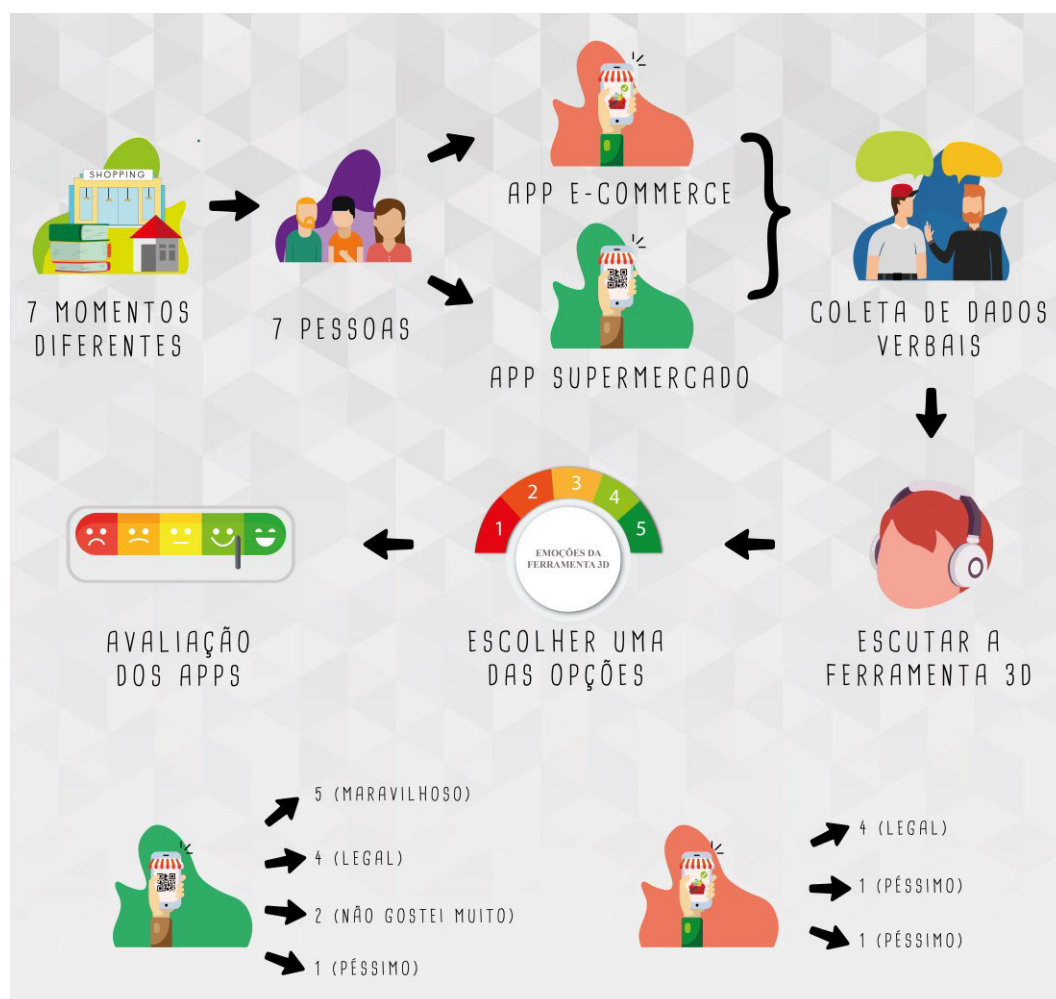 SHOPPING
7 MOMENTOS
DIFERENTES
7 PESSOAS
APP E-COMMERCE
APP SUPERMERCADO
COLETA DE DADOS
VERBAIS
AVALIAÇÃO
DOS APPS
1
2
3
4
5
EMOÇÕES DA
FERRAMENTA 3D
ESCOLHER UMA
DAS OPÇÕES
ESCUTAR A
FERRAMENTA 3D
5 (MARAVILHOSO)
4 (LEGAL)
2 (NÃO GOSTEI MUITO)
1 (PÉSSIMO)
4 (LEGAL)
1 (PÉSSIMO)
1 (PÉSSIMO)